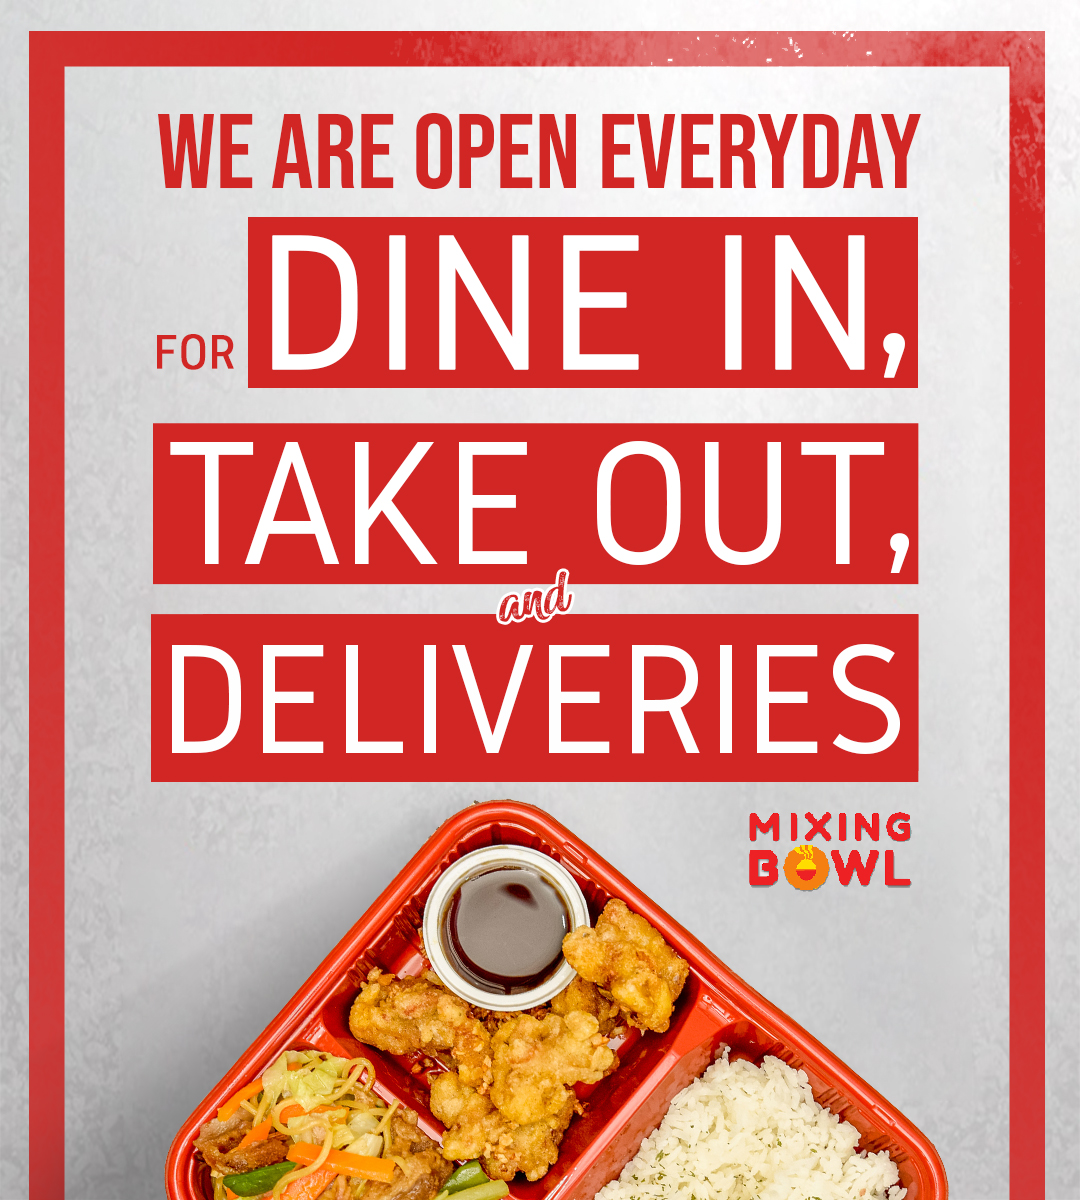 WE ARE OPEN EVERYDAY
FOR DINE IN,
TAKE OUT,
and
DELIVERIES
MIXING
BOWL